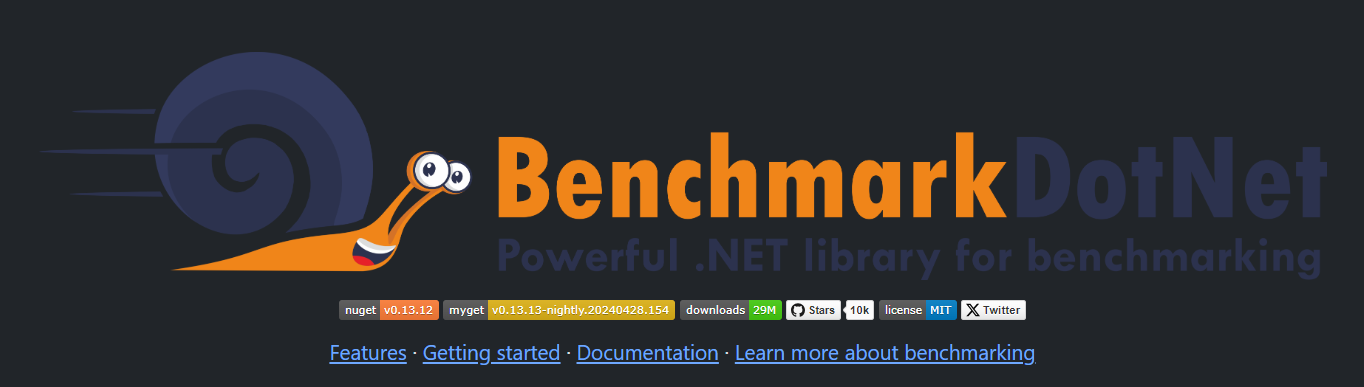 BenchmarkDotNet
Powerful .NET library for benchmarking
nuget v0.13.12 myget v0.13.13-nightly.20240428.154 downloads 29M Stars 10k license MIT X Twitter
Features · Getting started · Documentation · Learn more about benchmarking